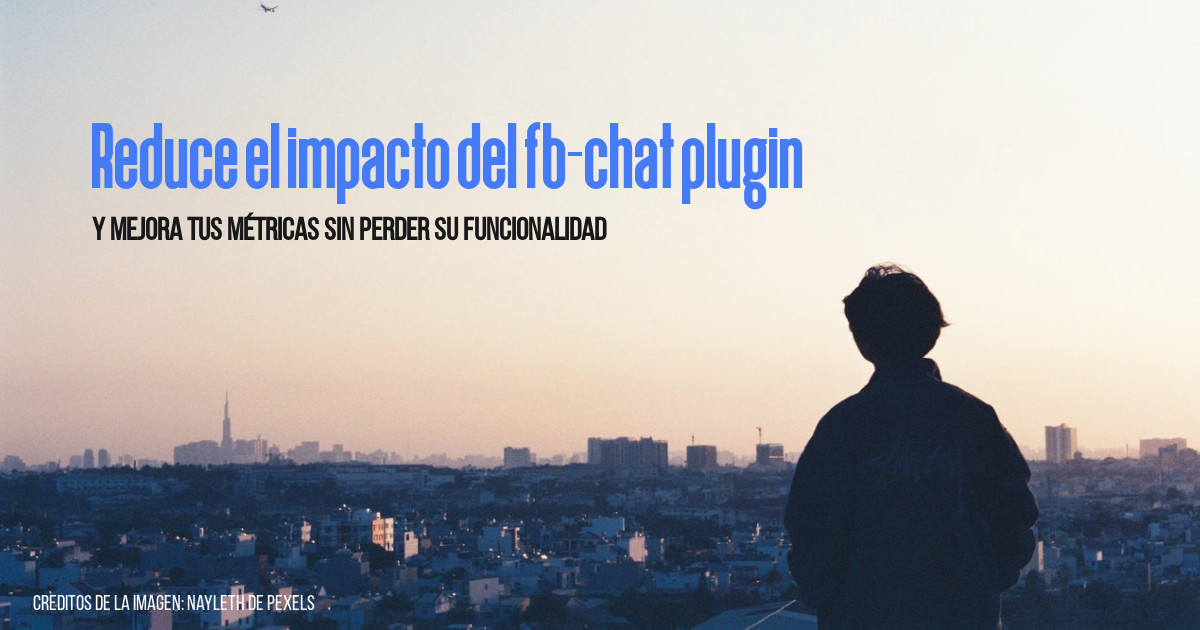 Reduce el impacto del fb-chat plugin
Y MEJORA TUS MÉTRICAS SIN PERDER SU FUNCIONALIDAD
CRÉDITOS DE LA IMAGEN: NAYLETH DE PEXELS